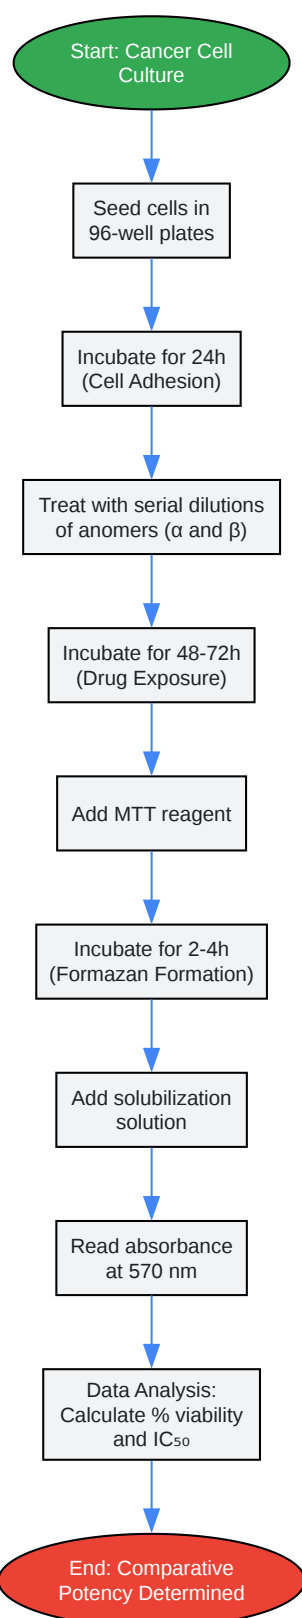 Start: Cancer Cell
Culture
Seed cells in
96-well plates
Incubate for 24h
(Cell Adhesion)
Treat with serial dilutions
of anomers (α and β)
Incubate for 48-72h
(Drug Exposure)
Add MTT reagent
Incubate for 2-4h
(Formazan Formation)
Add solubilization
solution
Read absorbance
at 570 nm
Data Analysis:
Calculate % viability
and IC₅₀
End: Comparative
Potency Determined